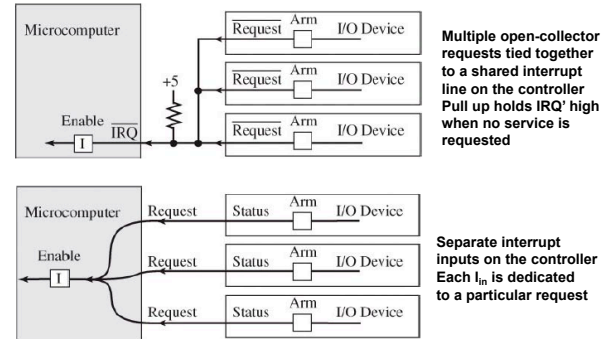 Microcomputer
Enable
I
IRQ
+5
Request
Arm
I/O Device
Request
Arm
I/O Device
Request
Arm
I/O Device
Multiple open-collector
requests tied together
to a shared interrupt
line on the controller
Pull up holds IRQ' high
when no service is
requested
Microcomputer
Enable
I
Request
Status
Arm
I/O Device
Request
Status
Arm
I/O Device
Request
Status
Arm
I/O Device
Separate interrupt
inputs on the controller
Each Iin is dedicated
to a particular request